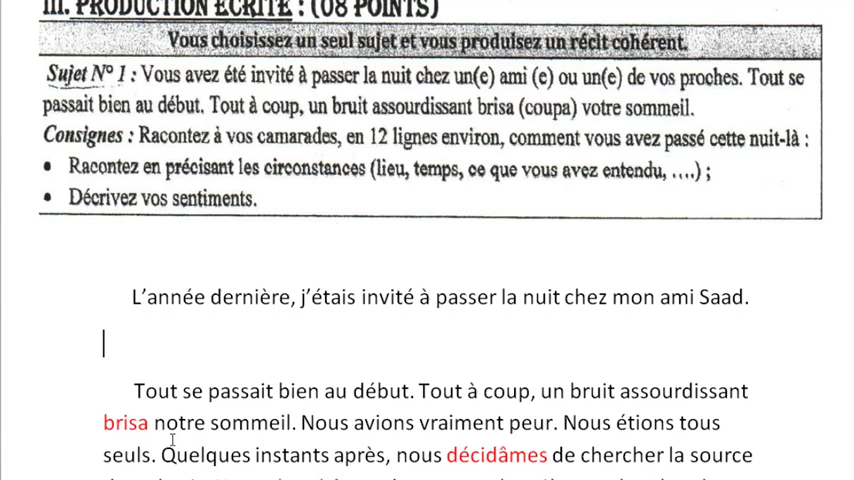 III. PRODUCTION ECRITE : (08 POINTS)
Vous choisissez un seul sujet et vous produisez un récit cohérent.
Sujet N° 1 : Vous avez été invité à passer la nuit chez un(e) ami (e) ou un(e) de vos proches. Tout se
passait bien au début. Tout à coup, un bruit assourdissant brisa (coupa) votre sommeil.
Consignes : Racontez à vos camarades, en 12 lignes environ, comment vous avez passé cette nuit-là :
• Racontez en précisant les circonstances (lieu, temps, ce que vous avez entendu, ....) ;
• Décrivez vos sentiments.
L'année dernière, j'étais invité à passer la nuit chez mon ami Saad.
Tout se passait bien au début. Tout à coup, un bruit assourdissant
brisa notre sommeil. Nous avions vraiment peur. Nous étions tous
seuls. Quelques instants après, nous décidâmes de chercher la source